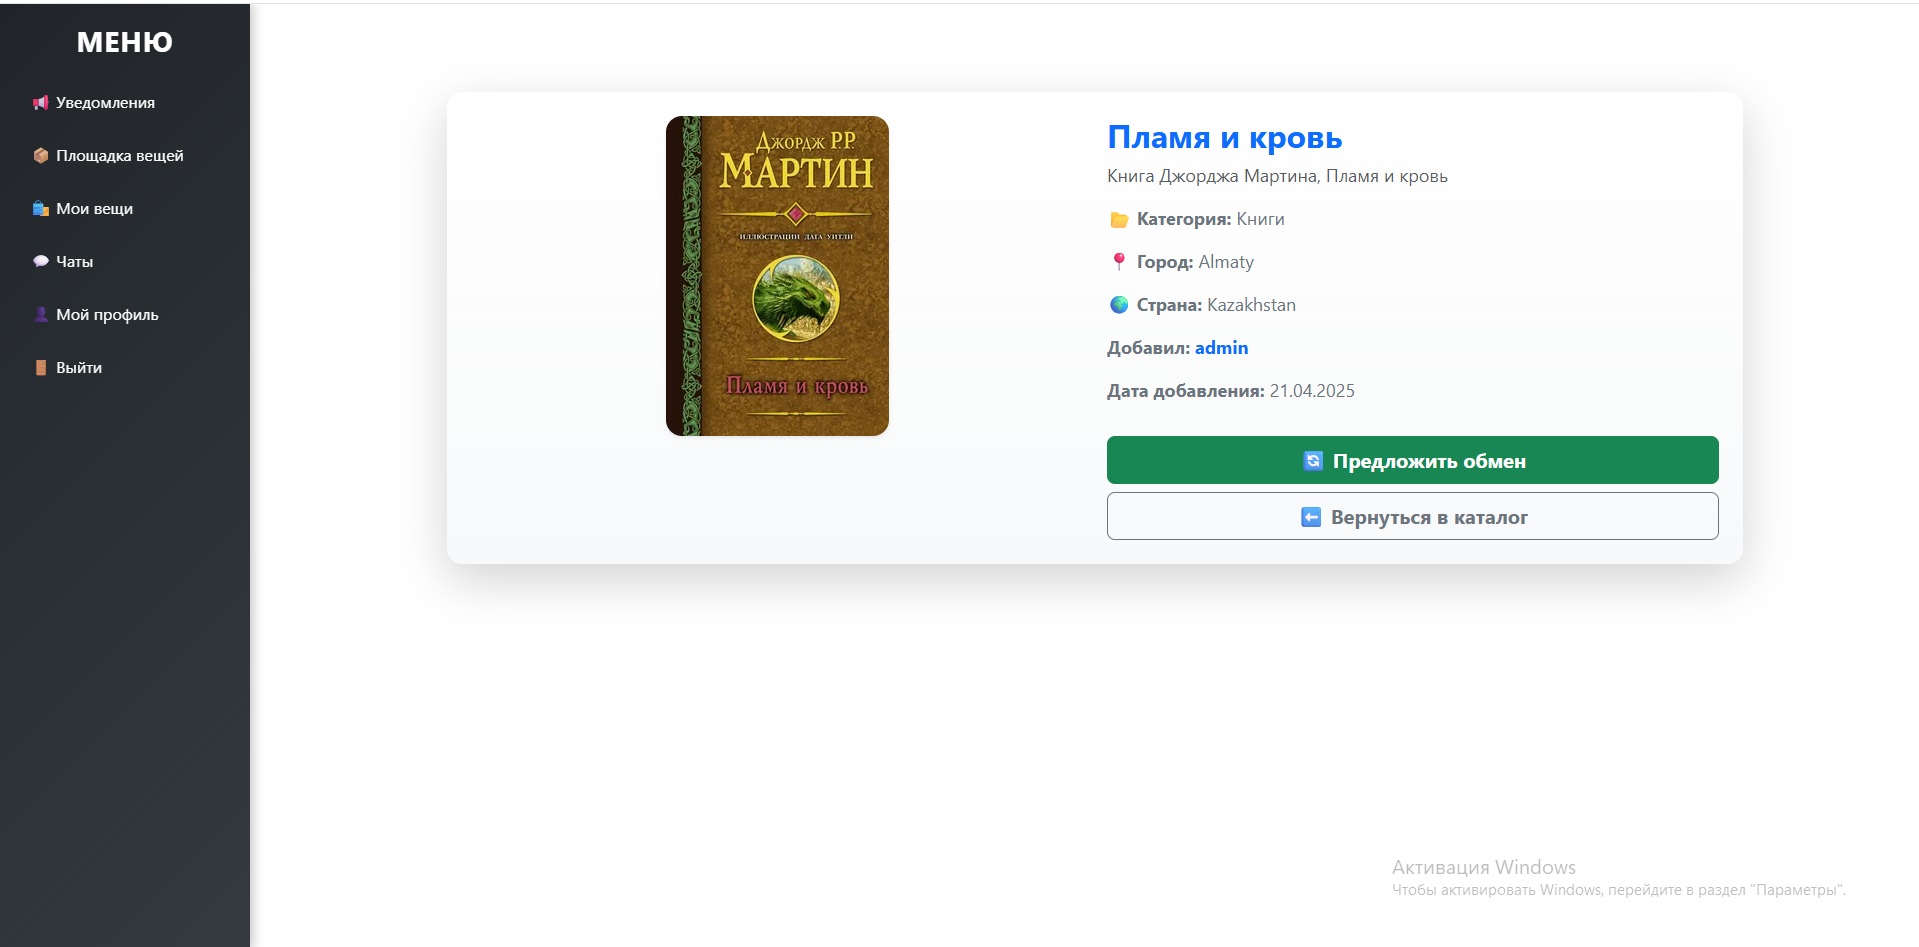 МЕНЮ
📢 Уведомления
📦 Площадка вещей
🛍️ Мои вещи
💬 Чаты
👤 Мой профиль
🚪 Выйти
Джордж РР
МАРТИН
ИЛЛЮСТРАЦИИ ДАГА УИТЛИ
Пламя и кровь
Пламя и кровь
Книга Джорджа Мартина, Пламя и кровь
📂 Категория: Книги
📍 Город: Almaty
🌍 Страна: Kazakhstan
Добавил: admin
Дата добавления: 21.04.2025
🔄 Предложить обмен
⬅️ Вернуться в каталог
Активация Windows
Чтобы активировать Windows, перейдите в раздел "Параметры".